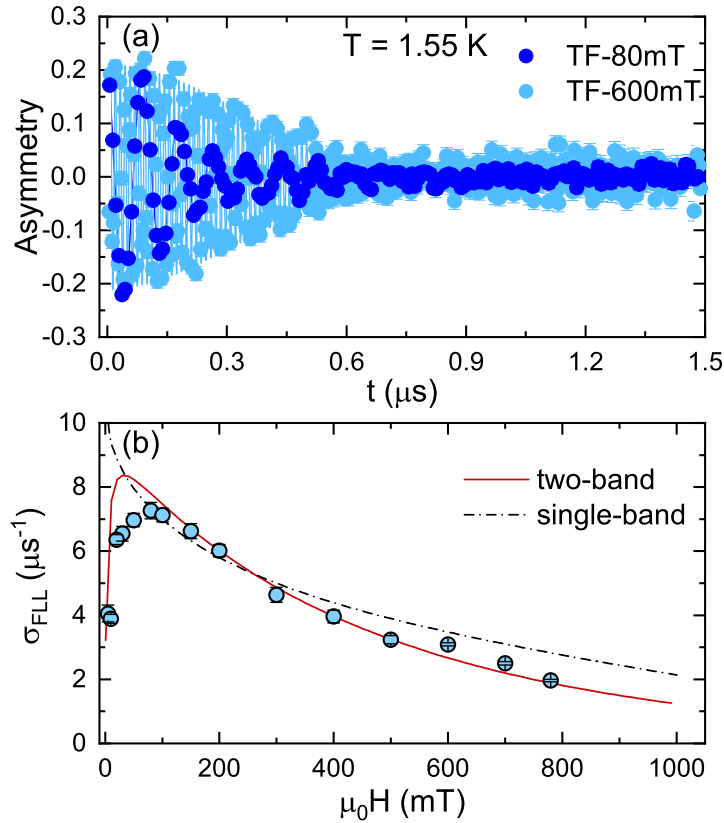 (a)
T = 1.55 K
TF-80mT
TF-600mT
0.3
0.2
0.1
0.0
-0.1
-0.2
-0.3
Asymmetry
0.0 0.3 0.6 0.9 1.2 1.5
t (μs)
(b)
two-band
single-band
10
8
6
4
2
0
σFLL (μs⁻¹)
0 200 400 600 800 1000
μ₀H (mT)